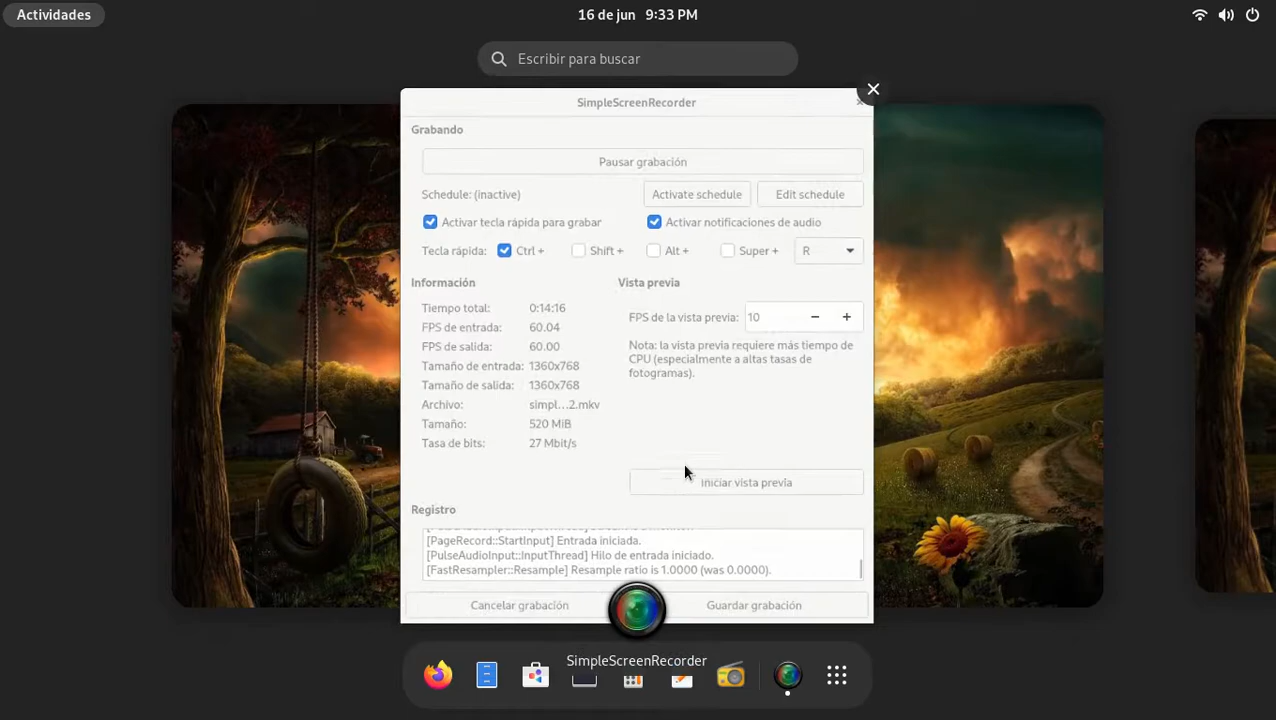 Actividades
16 de jun 9:33 PM
Escribir para buscar
SimpleScreenRecorder
Grabando
Pausar grabación
Schedule: (inactive)
Activate schedule
Edit schedule
Activar tecla rápida para grabar
Activar notificaciones de audio
Tecla rápida:
Ctrl +
Shift +
Alt +
Super +
R
Información
Vista previa
Tiempo total: 0:14:16
FPS de entrada: 60.04
FPS de salida: 60.00
Tamaño de entrada: 1360x768
Tamaño de salida: 1360x768
Archivo: simpl...2.mkv
Tamaño: 520 MiB
Tasa de bits: 27 Mbit/s
FPS de la vista previa: 10
Nota: la vista previa requiere más tiempo de
CPU (especialmente a altas tasas de
fotogramas).
Iniciar vista previa
Registro
[PageRecord::StartInput] Entrada iniciada.
[PulseAudioInput::InputThread] Hilo de entrada iniciado.
[FastResampler::Resample] Resample ratio is 1.0000 (was 0.0000).
Cancelar grabación
Guardar grabación
SimpleScreenRecorder